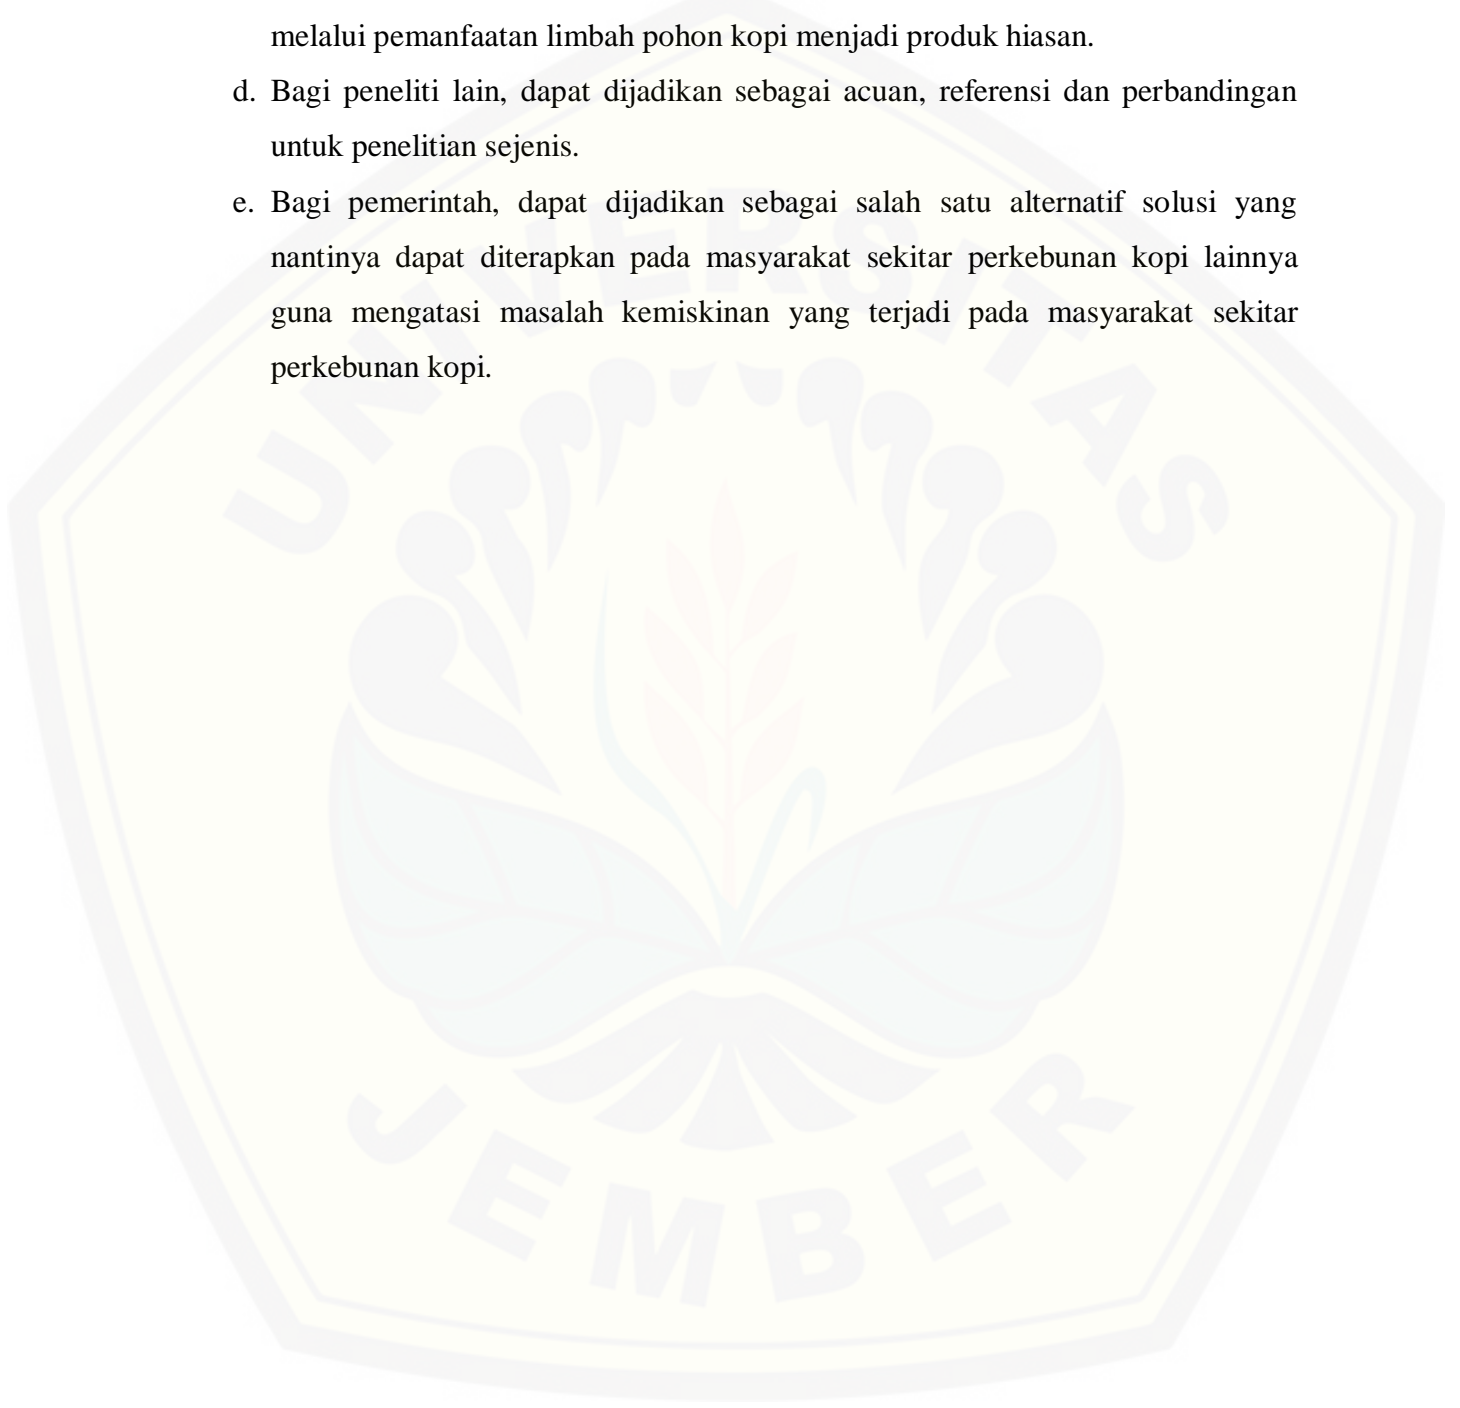 melalui pemanfaatan limbah pohon kopi menjadi produk hiasan.
d. Bagi peneliti lain, dapat dijadikan sebagai acuan, referensi dan perbandingan
untuk penelitian sejenis.
e. Bagi pemerintah, dapat dijadikan sebagai salah satu alternatif solusi yang
nantinya dapat diterapkan pada masyarakat sekitar perkebunan kopi lainnya
guna mengatasi masalah kemiskinan yang terjadi pada masyarakat sekitar
perkebunan kopi.
UNIVERSITAS
JEMBER